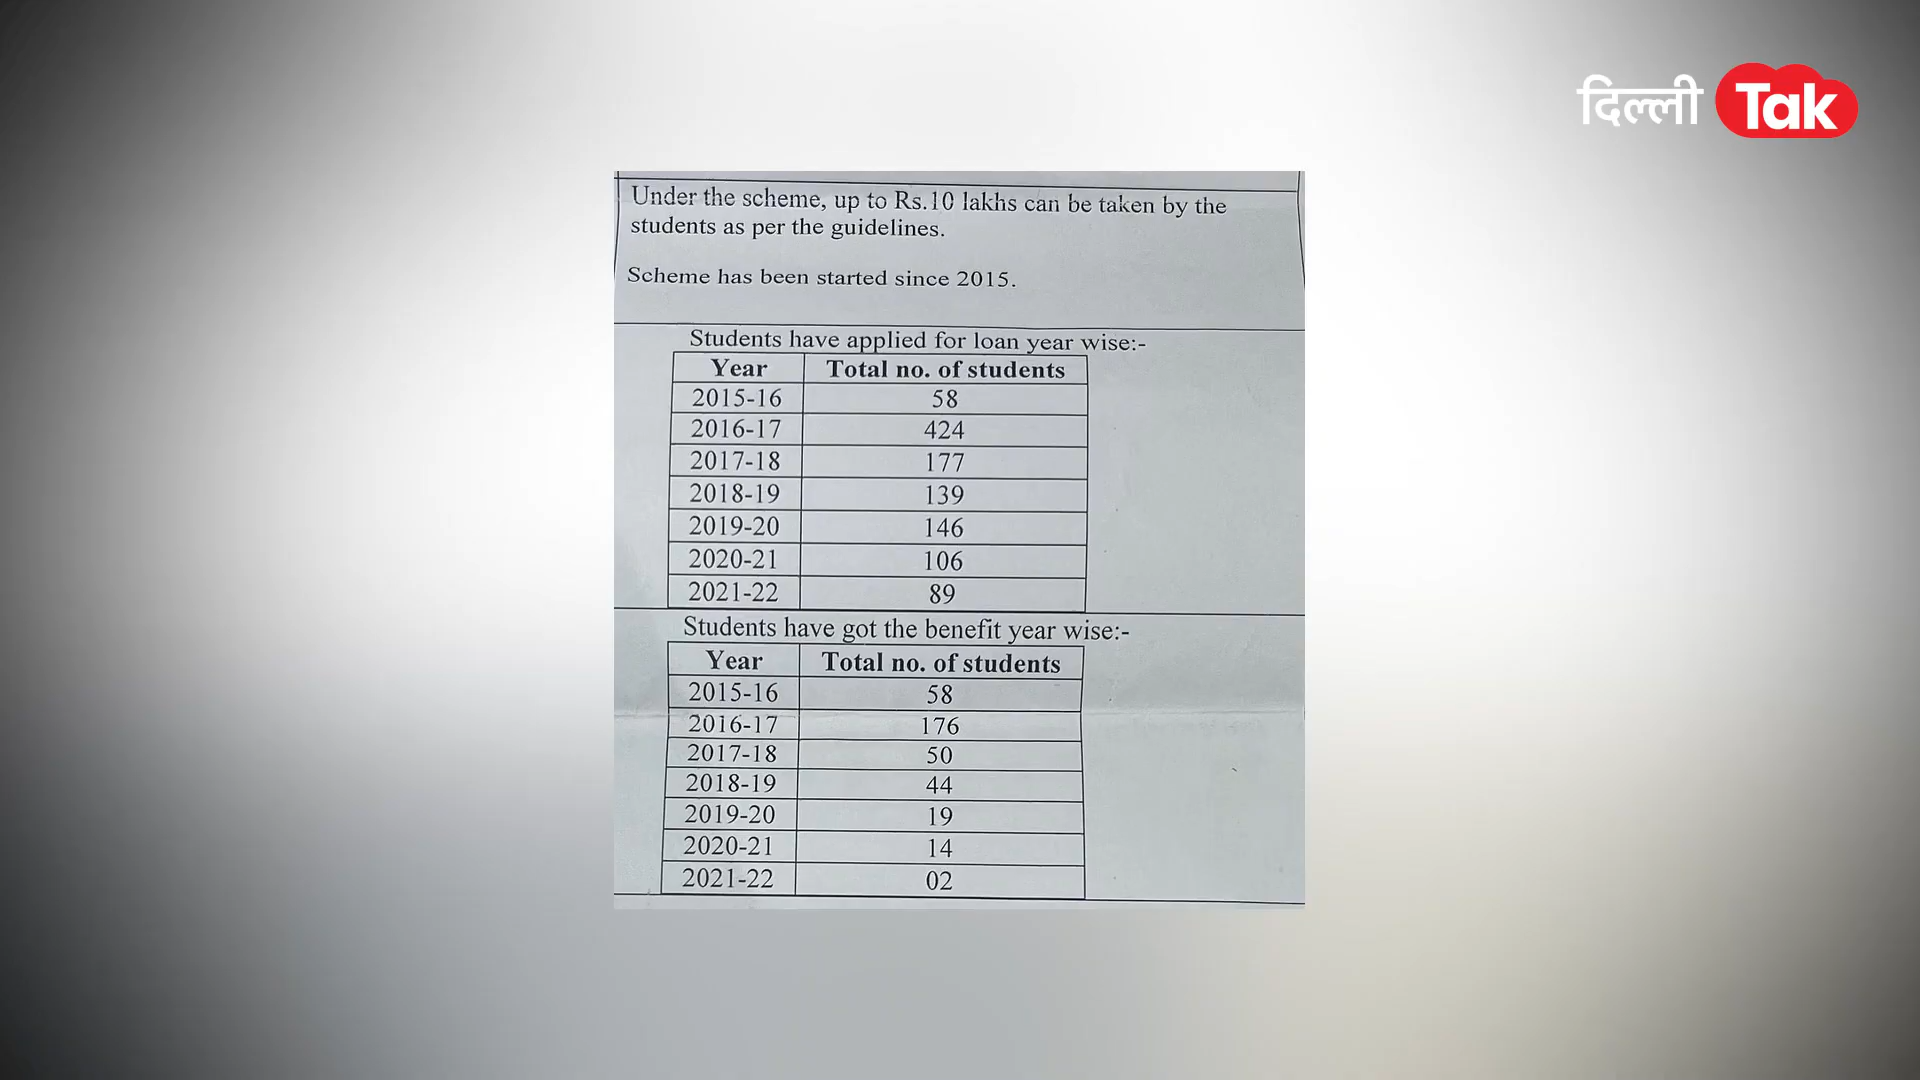 दिल्ली Tak
Under the scheme, up to Rs.10 lakhs can be taken by the
students as per the guidelines.
Scheme has been started since 2015.
Students have applied for loan year wise:-
Year Total no. of students
2015-16 58
2016-17 424
2017-18 177
2018-19 139
2019-20 146
2020-21 106
2021-22 89
Students have got the benefit year wise:-
Year Total no. of students
2015-16 58
2016-17 176
2017-18 50
2018-19 44
2019-20 19
2020-21 14
2021-22 02